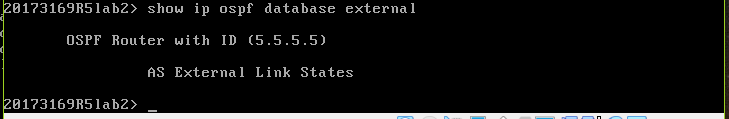 20173169R5lab2> show ip ospf database external
OSPF Router with ID (5.5.5.5)
AS External Link States
20173169R5lab2> _